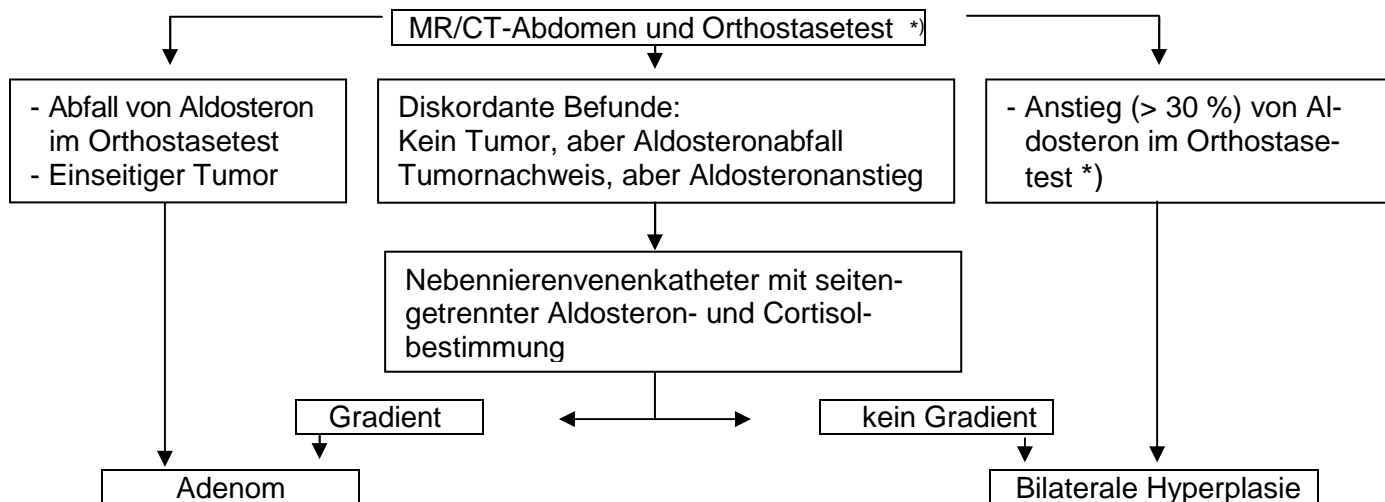 MR/CT-Abdomen und Orthostasetest *)
- Abfall von Aldosteron
im Orthostasetest
- Einseitiger Tumor
Diskordante Befunde:
Kein Tumor, aber Aldosteronabfall
Tumornachweis, aber Aldosteronanstieg
- Anstieg (> 30 %) von Al-
dosteron im Orthostase-
test *)
Nebennierenvenenkatheter mit seiten-
getrennter Aldosteron- und Cortisol-
bestimmung
Gradient
kein Gradient
Adenom
Bilaterale Hyperplasie